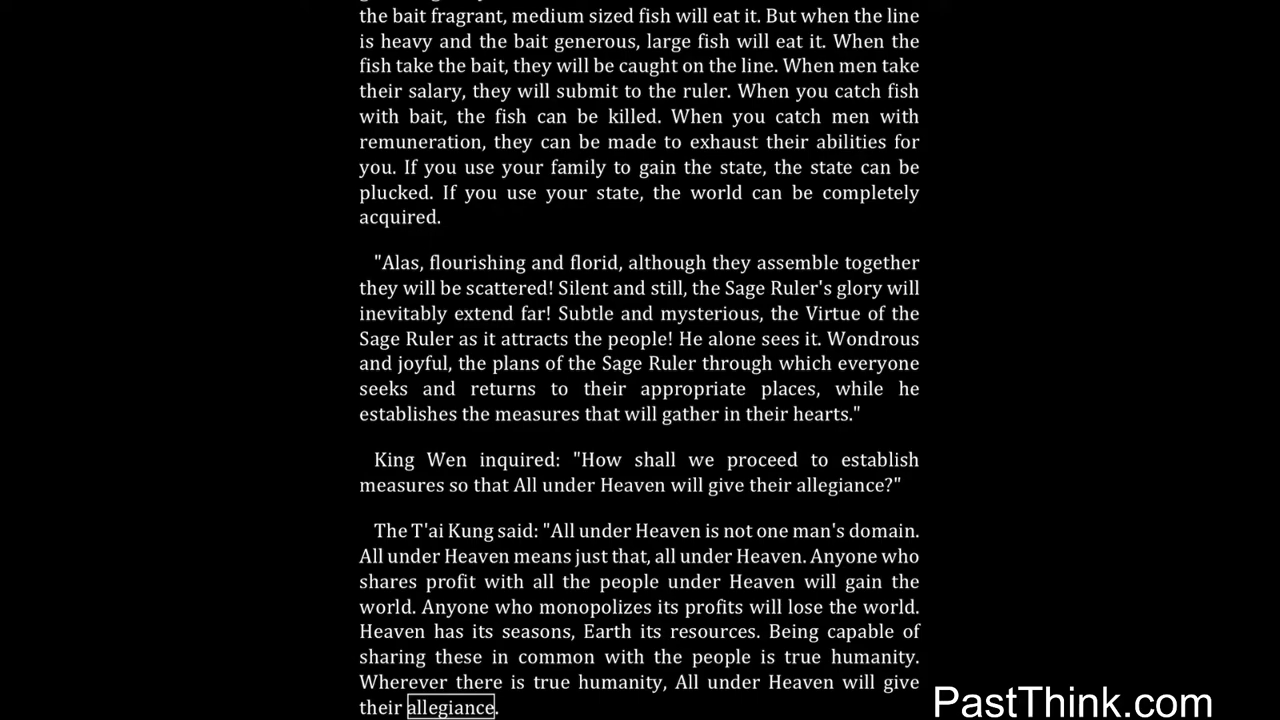 the bait fragrant, medium sized fish will eat it. But when the line
is heavy and the bait generous, large fish will eat it. When the
fish take the bait, they will be caught on the line. When men take
their salary, they will submit to the ruler. When you catch fish
with bait, the fish can be killed. When you catch men with
remuneration, they can be made to exhaust their abilities for
you. If you use your family to gain the state, the state can be
plucked. If you use your state, the world can be completely
acquired.
"Alas, flourishing and florid, although they assemble together
they will be scattered! Silent and still, the Sage Ruler's glory will
inevitably extend far! Subtle and mysterious, the Virtue of the
Sage Ruler as it attracts the people! He alone sees it. Wondrous
and joyful, the plans of the Sage Ruler through which everyone
seeks and returns to their appropriate places, while he
establishes the measures that will gather in their hearts."
King Wen inquired: "How shall we proceed to establish
measures so that All under Heaven will give their allegiance?"
The T'ai Kung said: "All under Heaven is not one man's domain.
All under Heaven means just that, all under Heaven. Anyone who
shares profit with all the people under Heaven will gain the
world. Anyone who monopolizes its profits will lose the world.
Heaven has its seasons, Earth its resources. Being capable of
sharing these in common with the people is true humanity.
Wherever there is true humanity, All under Heaven will give
their allegiance.
PastThink.com